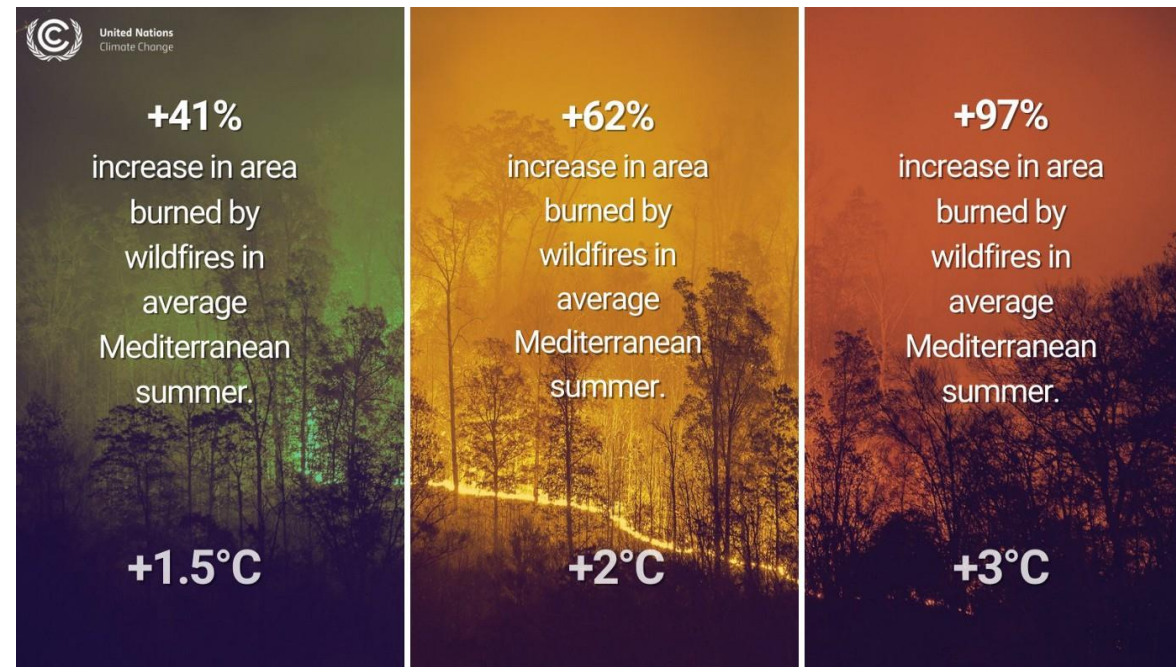 United Nations
Climate Change
+41%
increase in area
burned by
wildfires in
average
Mediterranean
summer.
+1.5°C
+62%
increase in area
burned by
wildfires in
average
Mediterranean
summer.
+2°C
+97%
increase in area
burned by
wildfires in
average
Mediterranean
summer.
+3°C